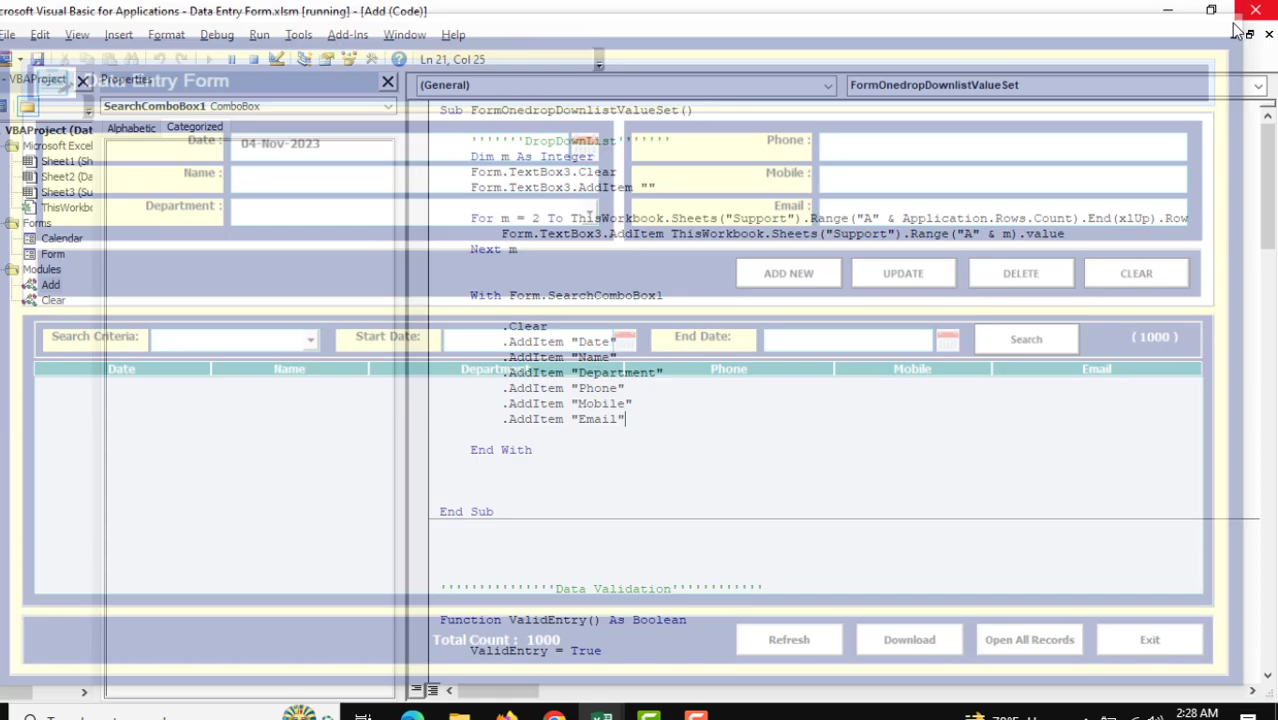 crosoft Visual Basic for Applications - Data Entry Form.xlsm [running] - [Add (Code)]
File Edit View Insert Format Debug Run Tools Add-Ins Window Help
Ln 21, Col 25
- VBAProject
Properties
Data Entry Form
(General)
FormOnedropDownlistValueSet
SearchComboBox1 ComboBox
Alphabetic Categorized
VBAProject (Dat
Microsoft Excel
Sheet1 (Sh
Sheet2 (Da
Sheet3 (Su
ThisWorkb
Forms
Calendar
Form
Modules
Add
Clear
Date :
04-Nov-2023
Name :
Department :
Phone :
Mobile :
Email :
Sub FormOnedropDownlistValueSet()
'''''''DropDownList'''''''
Dim m As Integer
Form.TextBox3.Clear
Form.TextBox3.AddItem ""
For m = 2 To ThisWorkbook.Sheets("Support").Range("A" & Application.Rows.Count).End(xlUp).Row
Form.TextBox3.AddItem ThisWorkbook.Sheets("Support").Range("A" & m).value
Next m
With Form.SearchComboBox1
.Clear
.AddItem "Date"
.AddItem "Name"
.AddItem "Department"
.AddItem "Phone"
.AddItem "Mobile"
.AddItem "Email"
End With
End Sub
''''''''''''''Data Validation''''''''''''
Function ValidEntry() As Boolean
ValidEntry = True
ADD NEW
UPDATE
DELETE
CLEAR
Search Criteria:
Start Date:
End Date:
Search
( 1000 )
Date Name Department Phone Mobile Email
Total Count : 1000
Refresh
Download
Open All Records
Exit
2:28 AM